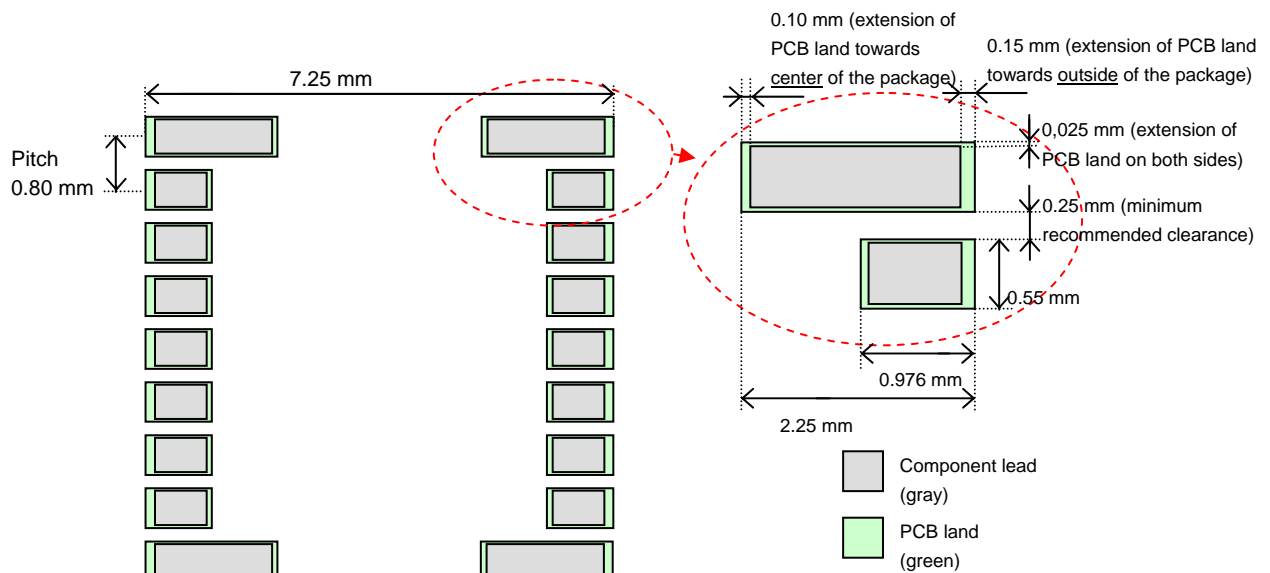 0.10 mm (extension of
PCB land towards
center of the package)
0.15 mm (extension of PCB land
towards outside of the package)
7.25 mm
Pitch
0.80 mm
0,025 mm (extension of
PCB land on both sides)
0.25 mm (minimum
recommended clearance)
0.55 mm
0.976 mm
2.25 mm
Component lead
(gray)
PCB land
(green)